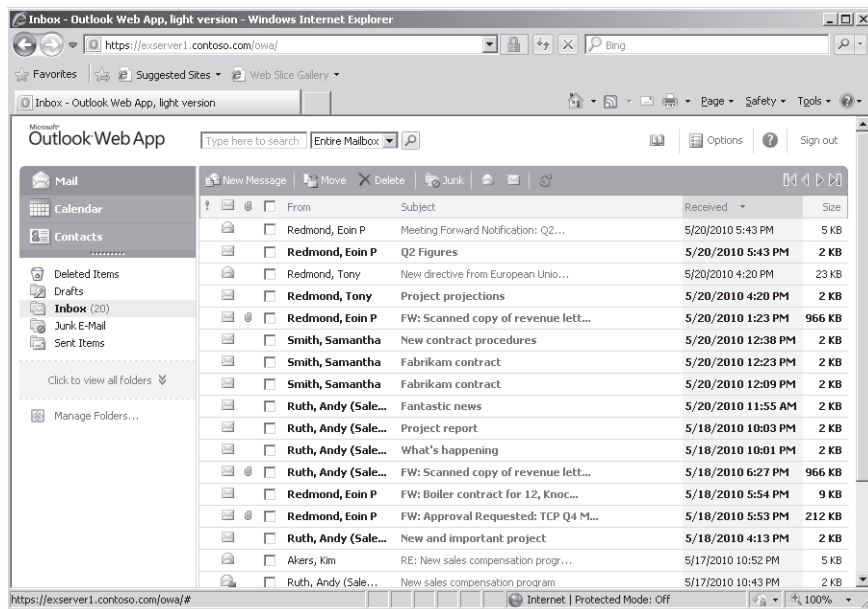 Inbox - Outlook Web App, light version - Windows Internet Explorer
https://exserver1.contoso.com/owa/
Bing
Favorites Suggested Sites Web Slice Gallery
Inbox - Outlook Web App, light version
Page Safety Tools
Microsoft
Outlook Web App
Type here to search Entire Mailbox
Options
Sign out
Mail
Calendar
Contacts
Deleted Items
Drafts
Inbox (20)
Junk E-Mail
Sent Items
Click to view all folders
Manage Folders...
New Message Move Delete Junk
! From Subject Received Size
Redmond, Eoin P Meeting Forward Notification: Q2... 5/20/2010 5:43 PM 5 KB
Redmond, Eoin P Q2 Figures 5/20/2010 5:43 PM 2 KB
Redmond, Tony New directive from European Unio... 5/20/2010 4:20 PM 23 KB
Redmond, Tony Project projections 5/20/2010 4:20 PM 2 KB
Redmond, Eoin P FW: Scanned copy of revenue lett... 5/20/2010 1:23 PM 966 KB
Smith, Samantha New contract procedures 5/20/2010 12:38 PM 2 KB
Smith, Samantha Fabrikam contract 5/20/2010 12:23 PM 2 KB
Smith, Samantha Fabrikam contract 5/20/2010 12:09 PM 2 KB
Ruth, Andy (Sale... Fantastic news 5/20/2010 11:55 AM 2 KB
Ruth, Andy (Sale... Project report 5/18/2010 10:03 PM 2 KB
Ruth, Andy (Sale... What's happening 5/18/2010 10:01 PM 2 KB
Ruth, Andy (Sale... FW: Scanned copy of revenue lett... 5/18/2010 6:27 PM 966 KB
Redmond, Eoin P FW: Boiler contract for 12, Knoc... 5/18/2010 5:54 PM 9 KB
Redmond, Eoin P FW: Approval Requested: TCP Q4 M... 5/18/2010 5:53 PM 212 KB
Ruth, Andy (Sale... New and important project 5/18/2010 4:13 PM 2 KB
Akers, Kim RE: New sales compensation progr... 5/17/2010 10:52 PM 5 KB
Ruth, Andy (Sale... New sales compensation program 5/17/2010 10:43 PM 2 KB
https://exserver1.contoso.com/owa/# Internet | Protected Mode: Off 100%